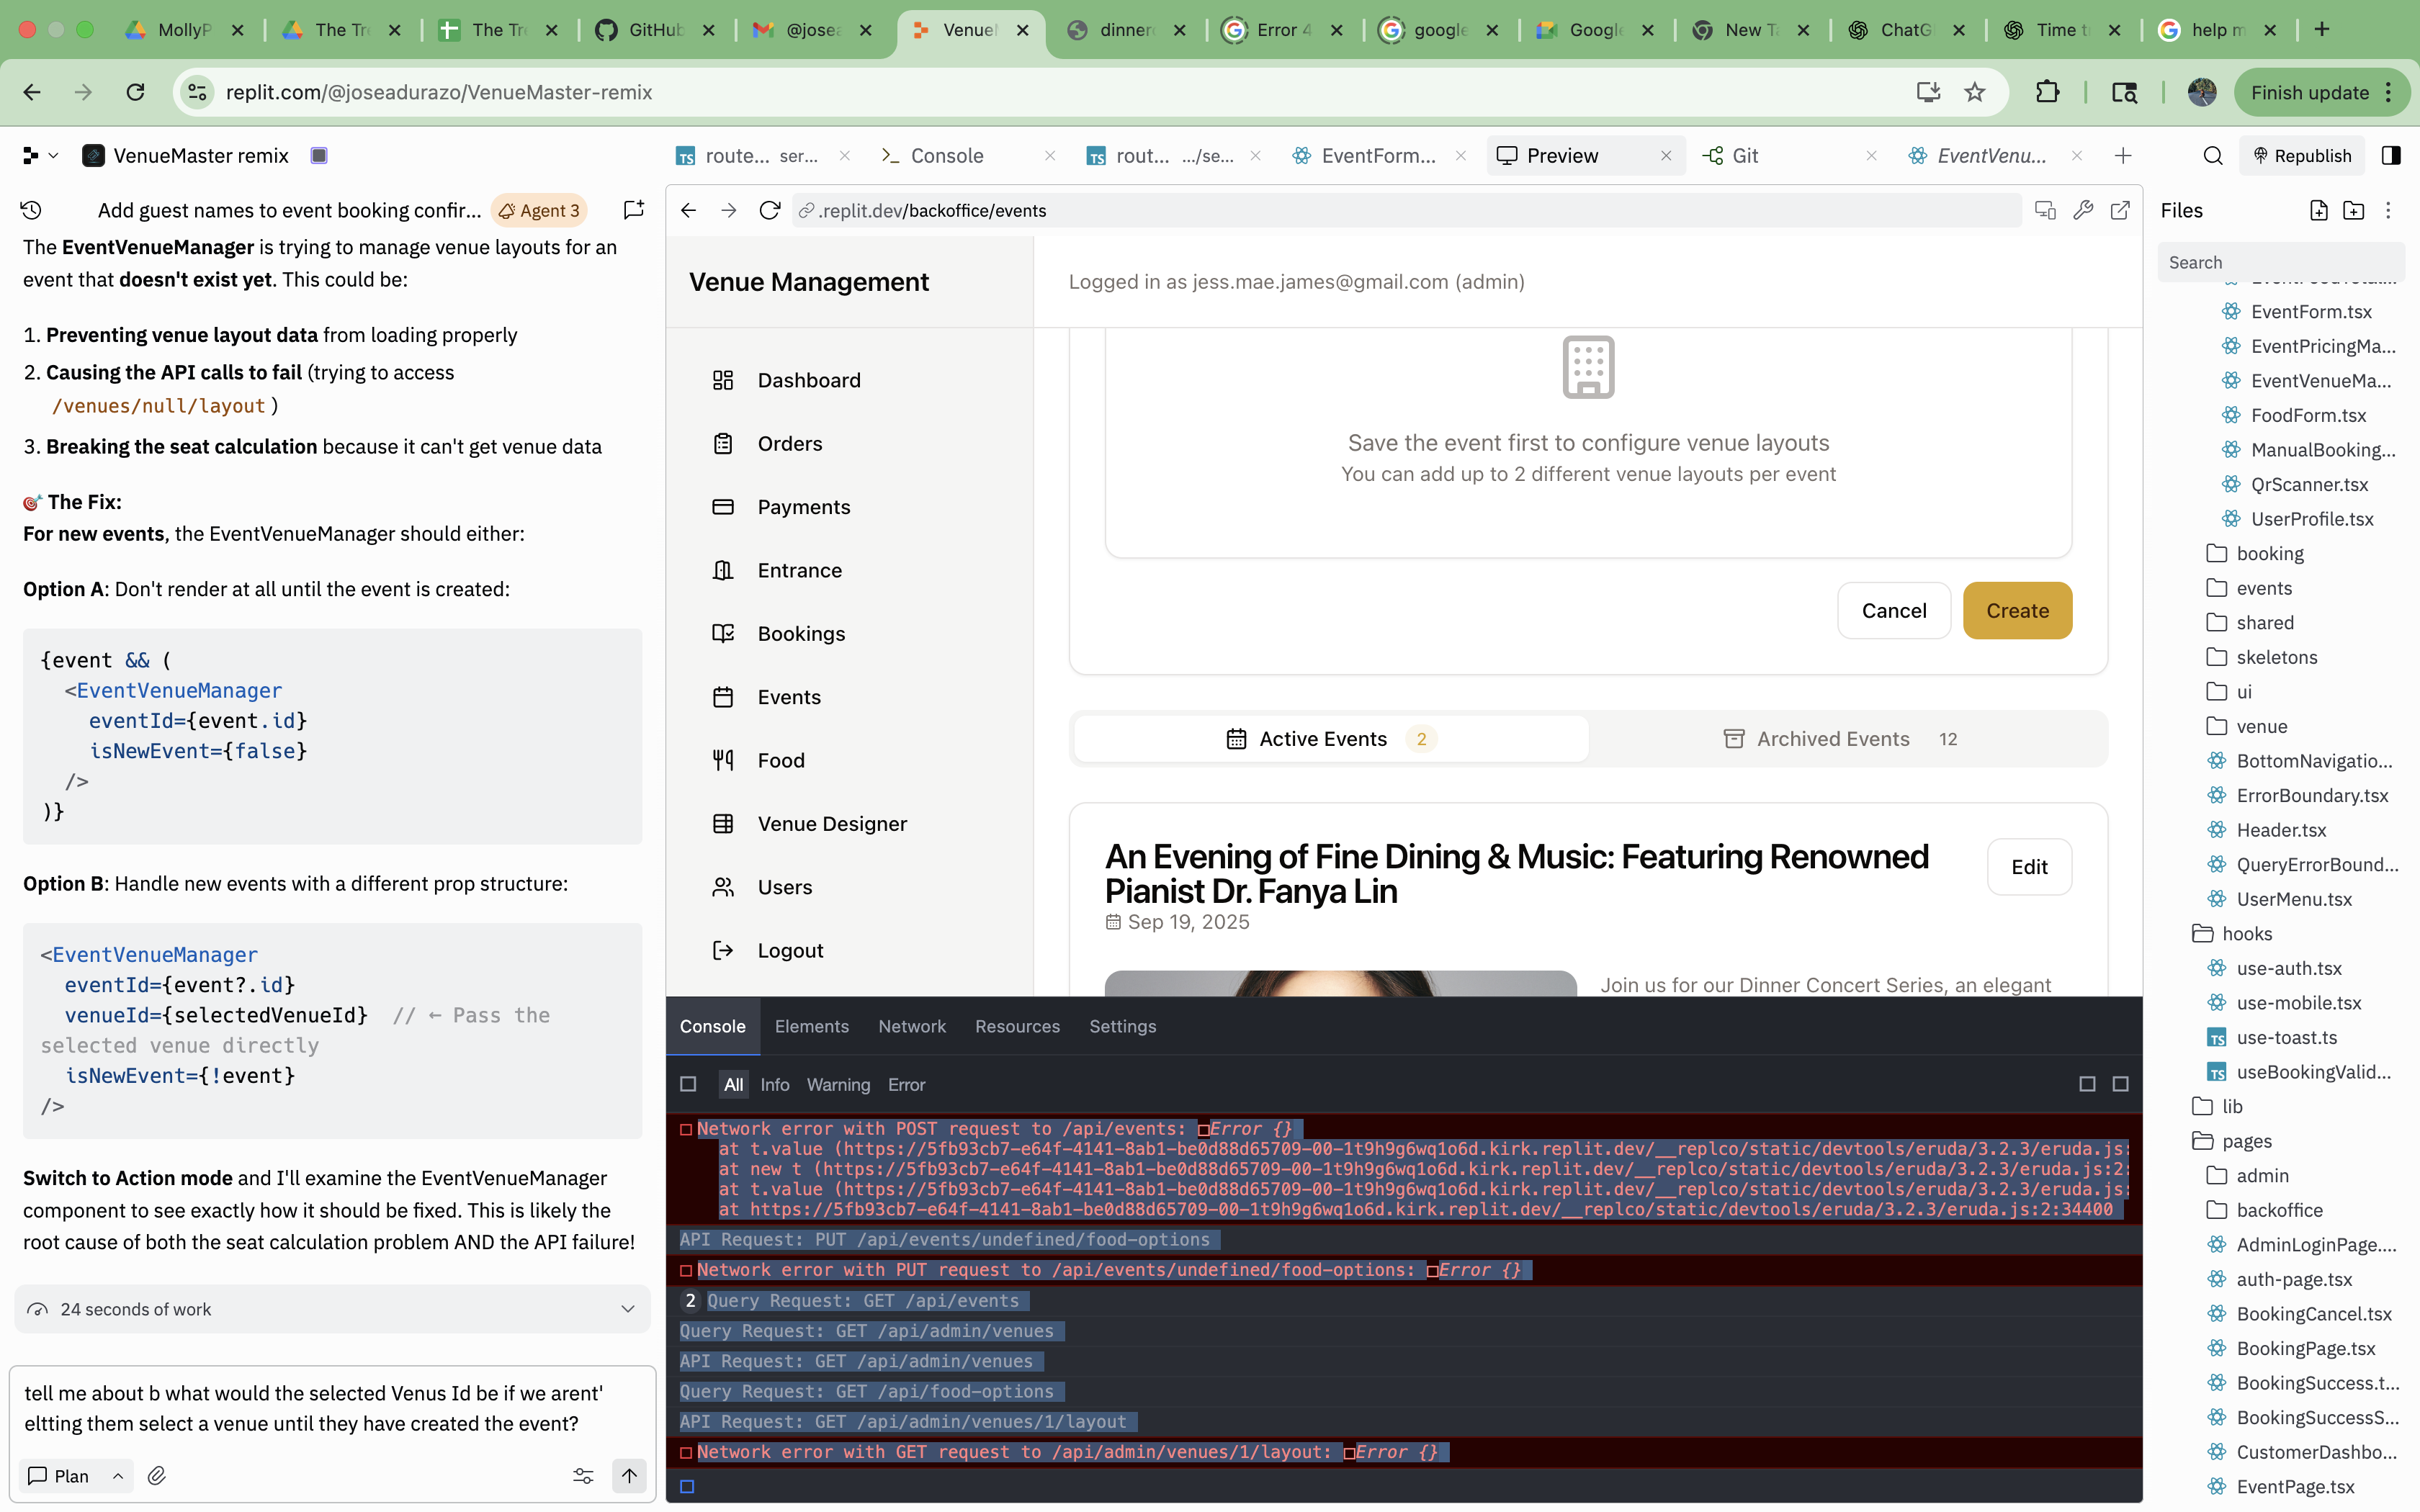 MollyP
The Tre
The Tre
GitHub
@josea
Venuel
dinner
Error 4
google
Google
New Ta
ChatG
Time t
help m
replit.com/@joseadurazo/VenueMaster-remix
Finish update
VenueMaster remix
route... ser...
Console
rout... .../se...
EventForm...
Preview
Git
EventVenu...
Republish
Add guest names to event booking confir...
Agent 3
The EventVenueManager is trying to manage venue layouts for an
event that doesn't exist yet. This could be:
1. Preventing venue layout data from loading properly
2. Causing the API calls to fail (trying to access
/venues/null/layout )
3. Breaking the seat calculation because it can't get venue data
🎯 The Fix:
For new events, the EventVenueManager should either:
Option A: Don't render at all until the event is created:
{event && (
<EventVenueManager
eventId={event.id}
isNewEvent={false}
/>
)}
Option B: Handle new events with a different prop structure:
<EventVenueManager
eventId={event?.id}
venueId={selectedVenueId}  // ← Pass the
selected venue directly
isNewEvent={!event}
/>
Switch to Action mode and I'll examine the EventVenueManager
component to see exactly how it should be fixed. This is likely the
root cause of both the seat calculation problem AND the API failure!
24 seconds of work
tell me about b what would the selected Venus Id be if we arent'
eltting them select a venue until they have created the event?
Plan
.replit.dev/backoffice/events
Venue Management
Logged in as jess.mae.james@gmail.com (admin)
Dashboard
Orders
Payments
Entrance
Bookings
Events
Food
Venue Designer
Users
Logout
Save the event first to configure venue layouts
You can add up to 2 different venue layouts per event
Cancel
Create
Active Events 2
Archived Events 12
An Evening of Fine Dining & Music: Featuring Renowned
Pianist Dr. Fanya Lin
Edit
Sep 19, 2025
Join us for our Dinner Concert Series, an elegant
Console
Elements
Network
Resources
Settings
All
Info
Warning
Error
Network error with POST request to /api/events: Error {}
at t.value (https://5fb93cb7-e64f-4141-8ab1-be0d88d65709-00-1t9h9g6wq1o6d.kirk.replit.dev/__replco/static/devtools/eruda/3.2.3/eruda.js:
at new t (https://5fb93cb7-e64f-4141-8ab1-be0d88d65709-00-1t9h9g6wq1o6d.kirk.replit.dev/__replco/static/devtools/eruda/3.2.3/eruda.js:2:
at t.value (https://5fb93cb7-e64f-4141-8ab1-be0d88d65709-00-1t9h9g6wq1o6d.kirk.replit.dev/__replco/static/devtools/eruda/3.2.3/eruda.js:
at https://5fb93cb7-e64f-4141-8ab1-be0d88d65709-00-1t9h9g6wq1o6d.kirk.replit.dev/__replco/static/devtools/eruda/3.2.3/eruda.js:2:34400
API Request: PUT /api/events/undefined/food-options
Network error with PUT request to /api/events/undefined/food-options: Error {}
2 Query Request: GET /api/events
Query Request: GET /api/admin/venues
API Request: GET /api/admin/venues
Query Request: GET /api/food-options
API Request: GET /api/admin/venues/1/layout
Network error with GET request to /api/admin/venues/1/layout: Error {}
Files
Search
EventForm.tsx
EventPricingMa...
EventVenueMa...
FoodForm.tsx
ManualBooking...
QrScanner.tsx
UserProfile.tsx
booking
events
shared
skeletons
ui
venue
BottomNavigatio...
ErrorBoundary.tsx
Header.tsx
QueryErrorBound...
UserMenu.tsx
hooks
use-auth.tsx
use-mobile.tsx
use-toast.ts
useBookingValid...
lib
pages
admin
backoffice
AdminLoginPage....
auth-page.tsx
BookingCancel.tsx
BookingPage.tsx
BookingSuccess.t...
BookingSuccessS...
CustomerDashbo...
EventPage.tsx